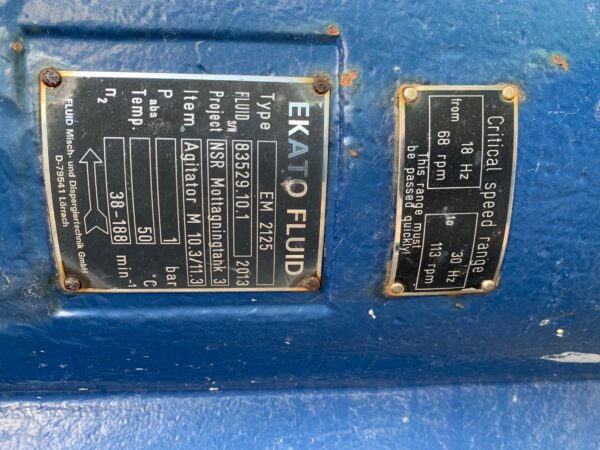 EKATO FLUID
Type EM 2125
FLUID S/N 83529.10.1 2013
Project NSR Mottagningtank 3
Item Agitator M 10.3/11.3
P abs 1 bar
Temp. 50 °C
n2 38-188 min-1
FLUID Misch- und Dispergiertechnik GmbH
D-79541 Lörrach
Critical speed range
18 Hz to 30 Hz
from 68 rpm 113 rpm
This range must
be passed quickly!